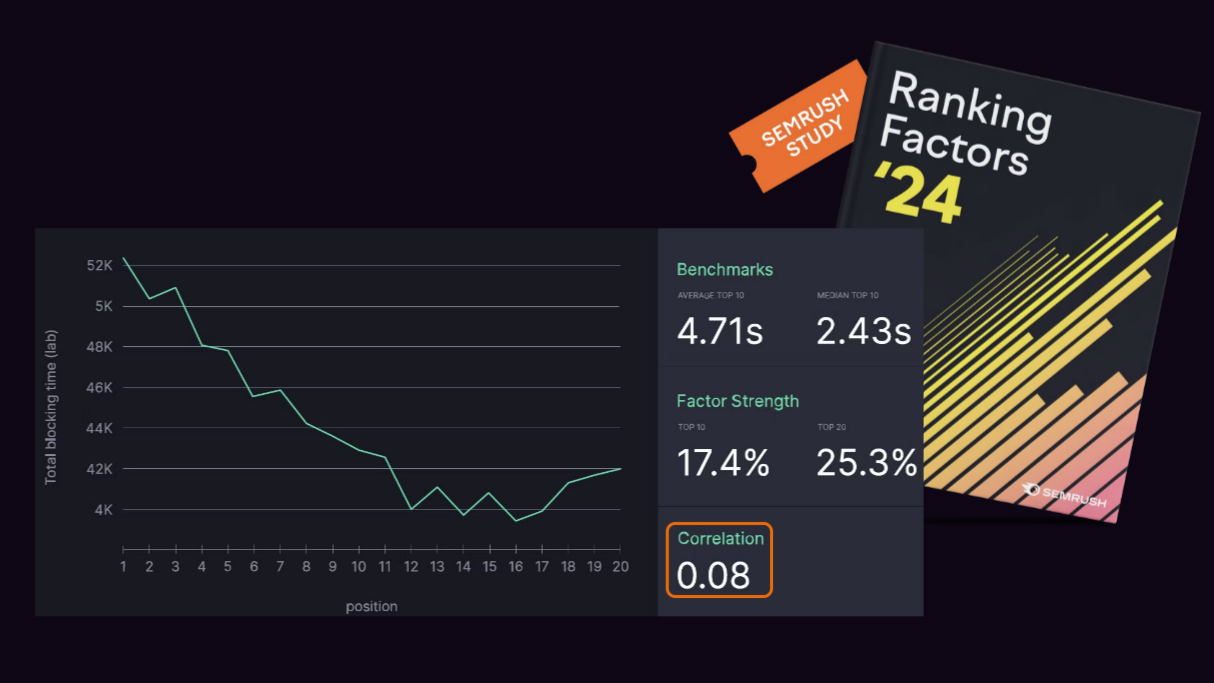 SEMRUSH
STUDY
Ranking
Factors
'24
SEMRUSH
Total blocking time (lab)
52K
5K
48K
46K
44K
42K
4K
1 2 3 4 5 6 7 8 9 10 11 12 13 14 15 16 17 18 19 20
position
Benchmarks
AVERAGE TOP 10 MEDIAN TOP 10
4.71s 2.43s
Factor Strength
TOP 10 TOP 20
17.4% 25.3%
Correlation
0.08